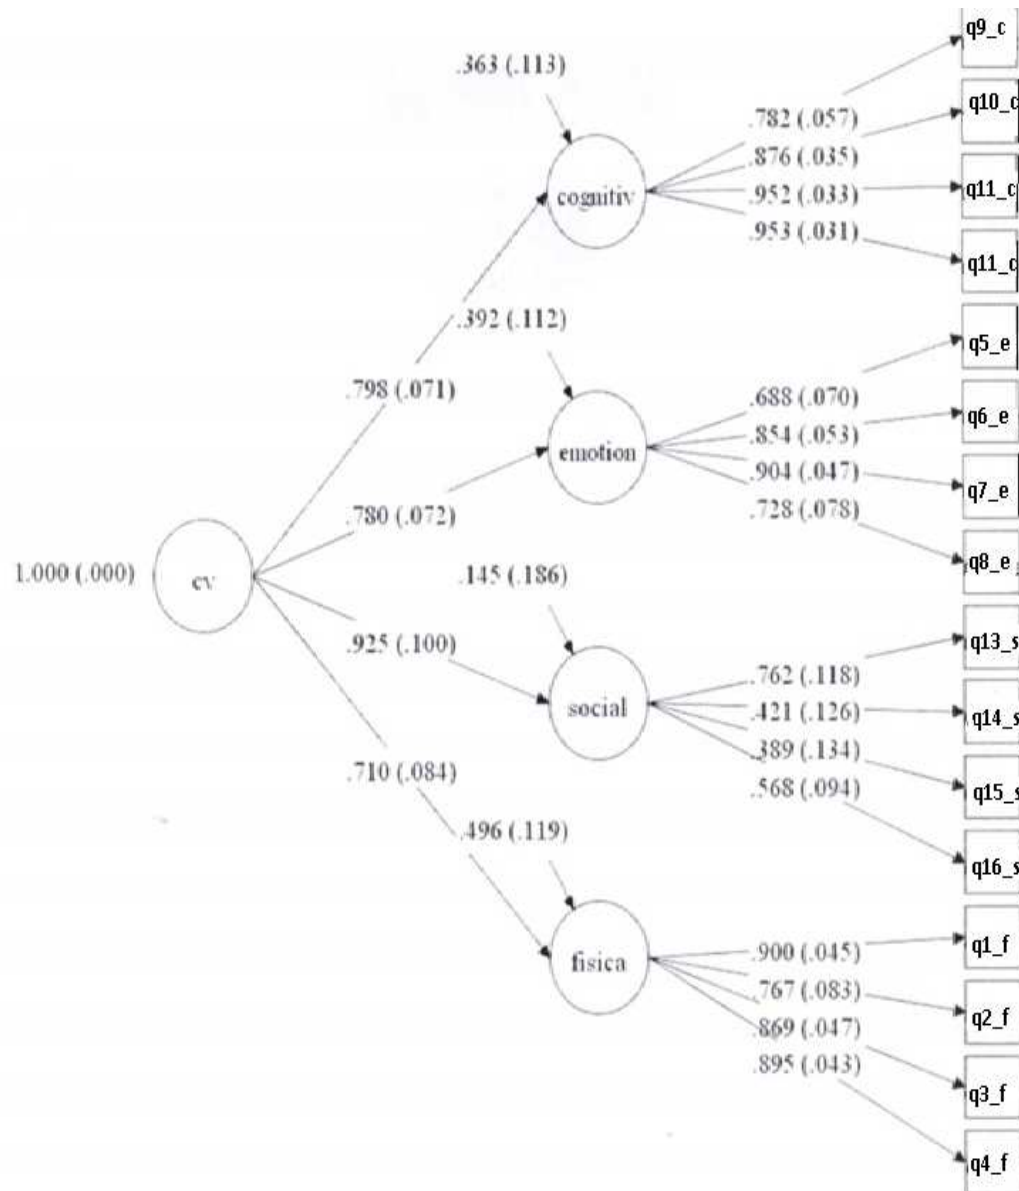 q9_c
.363 (.113)
q10_c
.782 (.057)
.876 (.035)
cognitiv
.952 (.033)
q11_c
.953 (.031)
q11_c
.392 (.112)
q5_e
.798 (.071)
.688 (.070)
q6_e
.854 (.053)
emotion
.904 (.047)
q7_e
.780 (.072)
.728 (.078)
q8_e
1.000 (.000)
cv
.145 (.186)
.925 (.100)
q13_s
.762 (.118)
social
.421 (.126)
q14_s
.389 (.134)
.710 (.084)
.568 (.094)
q15_s
.496 (.119)
q16_s
.900 (.045)
q1_f
fisica
.767 (.083)
q2_f
.869 (.047)
.895 (.043)
q3_f
q4_f